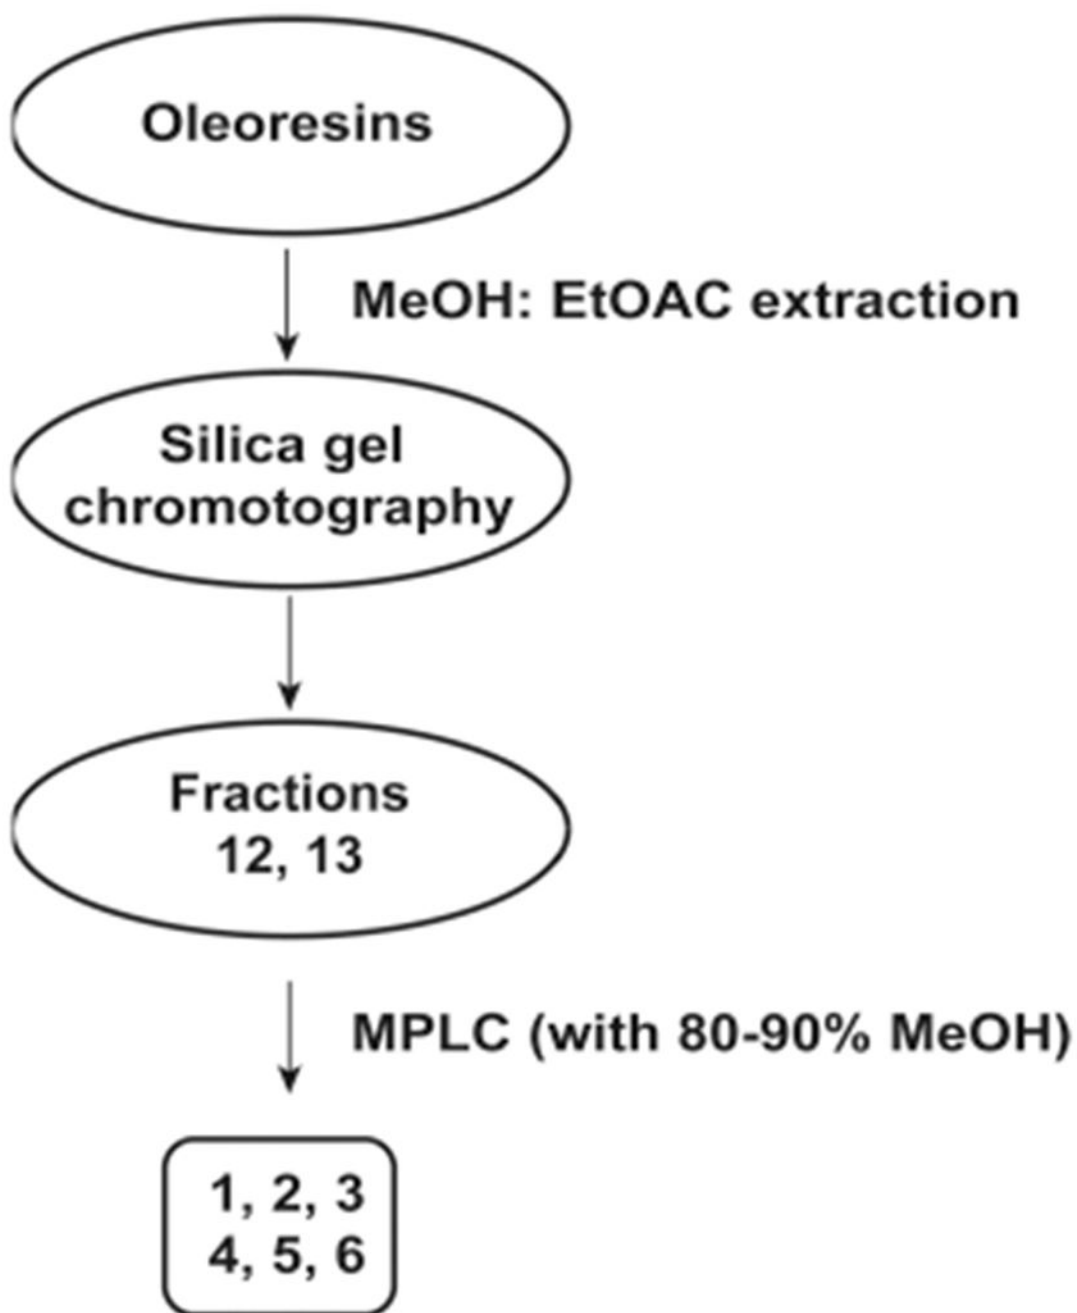 Oleoresins
MeOH: EtOAC extraction
Silica gel
chromotography
Fractions
12, 13
MPLC (with 80-90% MeOH)
1, 2, 3
4, 5, 6